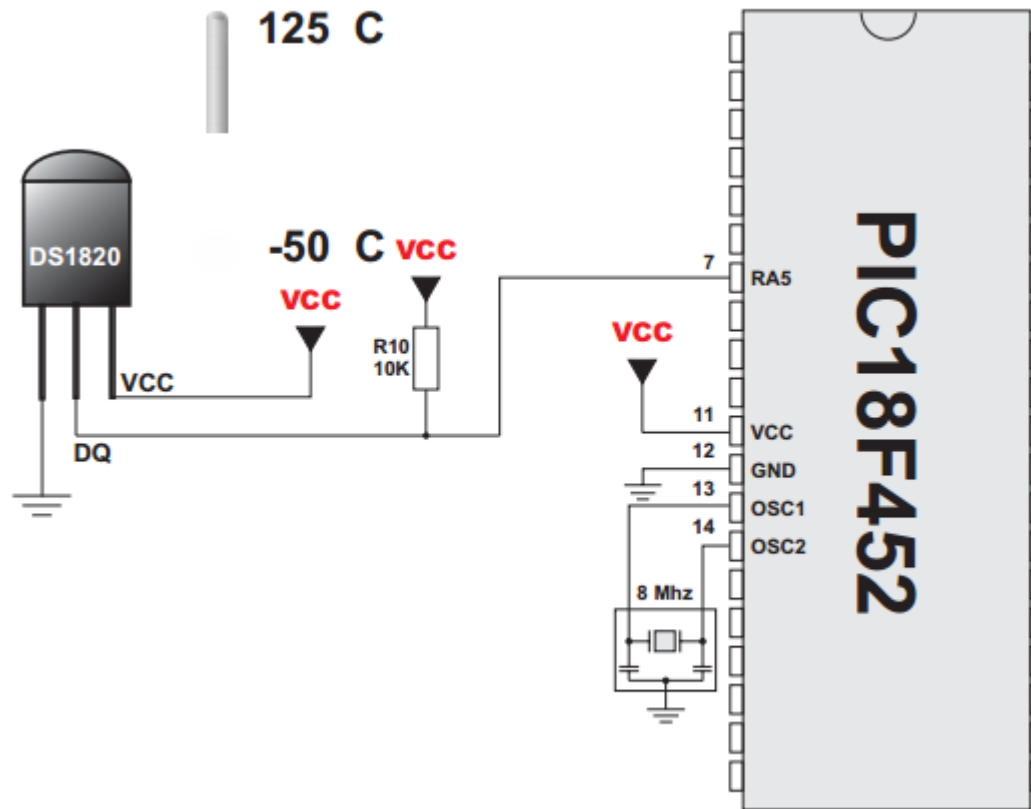 125 C
DS1820
-50 C
vcc
vcc
R10
10K
VCC
DQ
7
RA5
vcc
11
VCC
12
GND
13
OSC1
14
OSC2
8 Mhz
PIC18F452